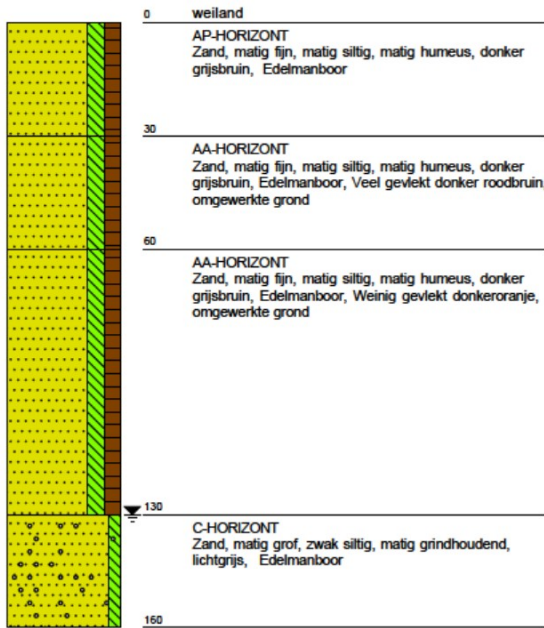 0 weiland
AP-HORIZONT
Zand, matig fijn, matig siltig, matig humeus, donker
grijsbruin, Edelmanboor
30
AA-HORIZONT
Zand, matig fijn, matig siltig, matig humeus, donker
grijsbruin, Edelmanboor, Veel gevlekt donker roodbruin,
omgewerkte grond
60
AA-HORIZONT
Zand, matig fijn, matig siltig, matig humeus, donker
grijsbruin, Edelmanboor, Weinig gevlekt donkeroranje,
omgewerkte grond
130
C-HORIZONT
Zand, matig grof, zwak siltig, matig grindhoudend,
lichtgrijs, Edelmanboor
160